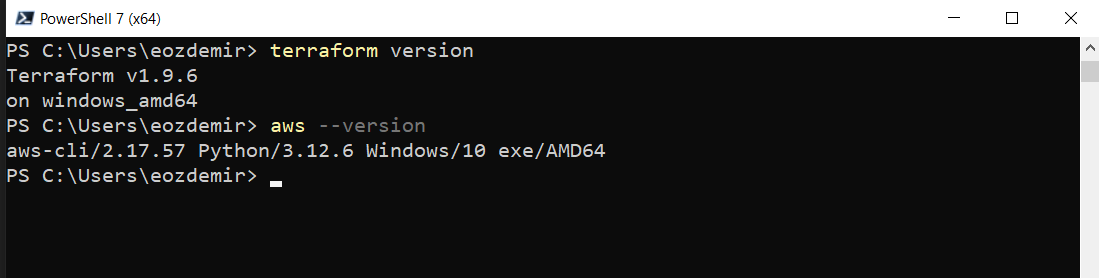 PowerShell 7 (x64)
PS C:\Users\eozdemir> terraform version
Terraform v1.9.6
on windows_amd64
PS C:\Users\eozdemir> aws --version
aws-cli/2.17.57 Python/3.12.6 Windows/10 exe/AMD64
PS C:\Users\eozdemir>